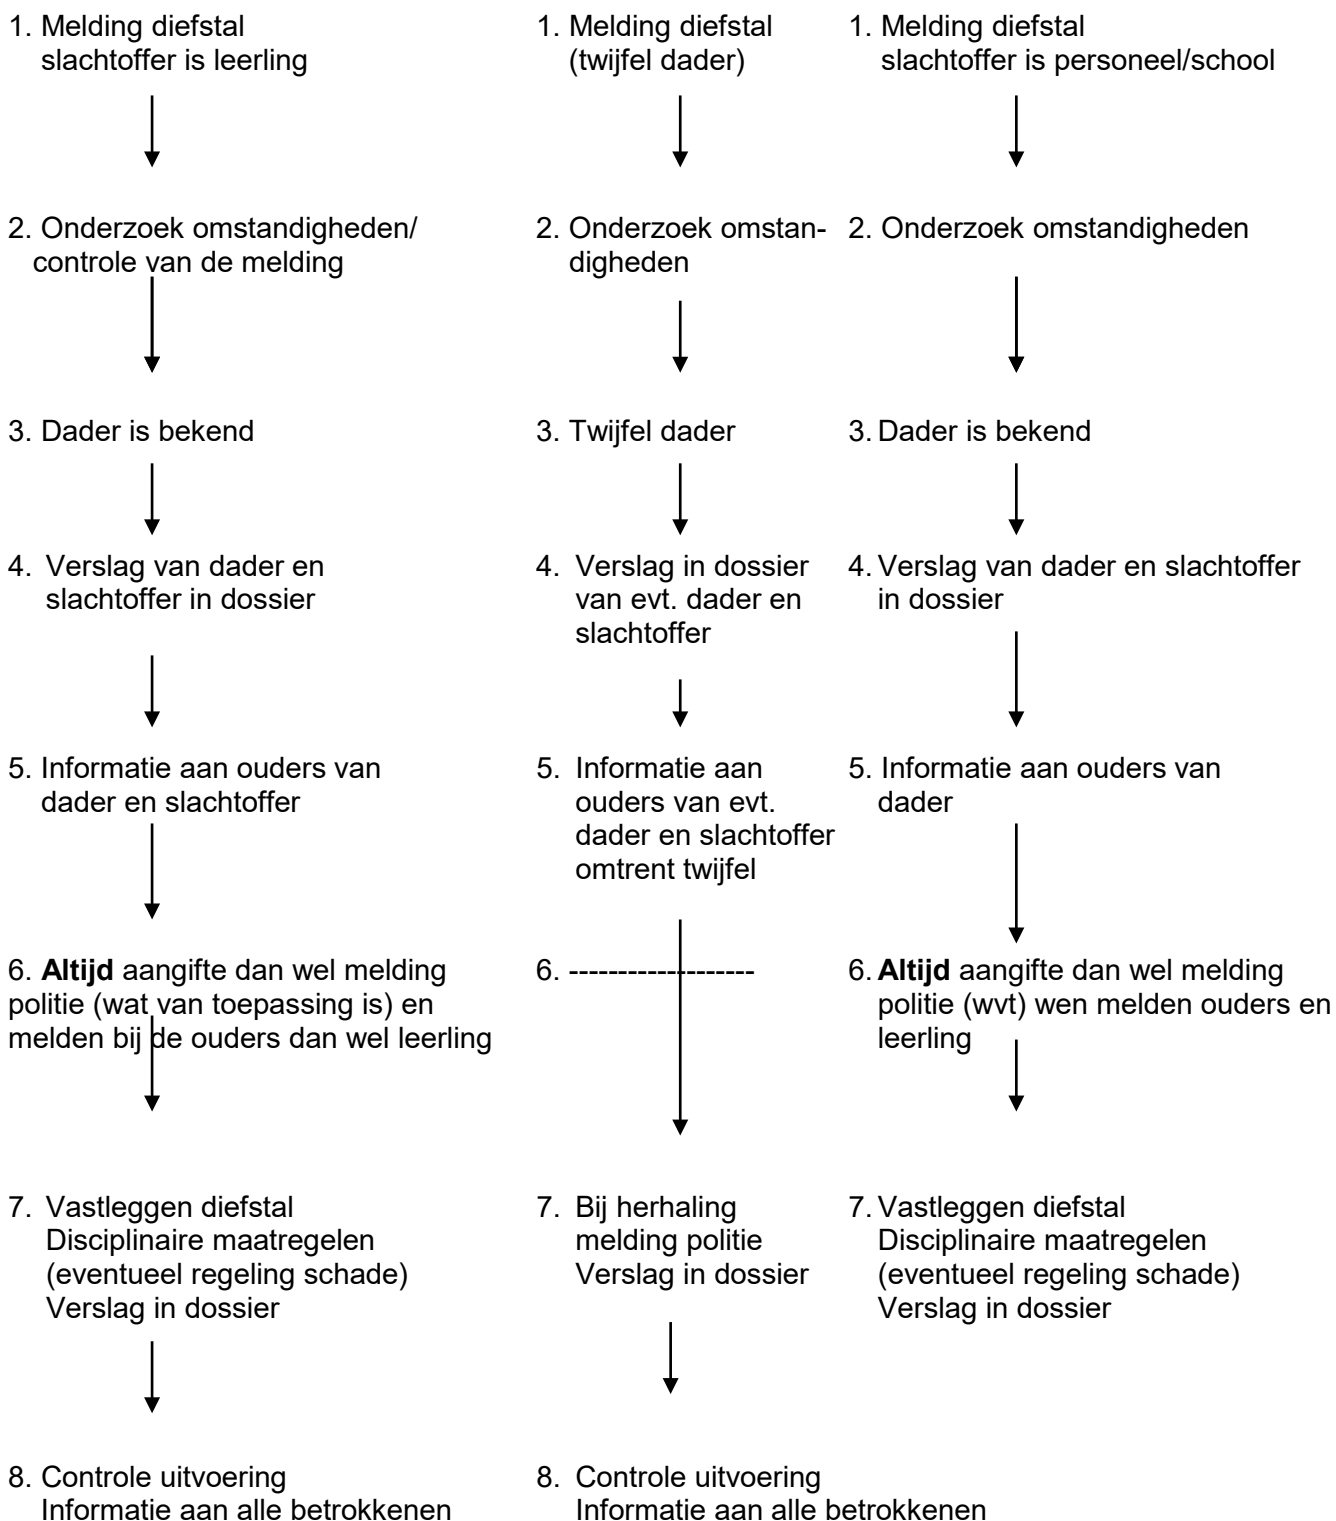 1. Melding diefstal
slachtoffer is leerling
1. Melding diefstal
(twijfel dader)
1. Melding diefstal
slachtoffer is personeel/school
2. Onderzoek omstandigheden/
controle van de melding
2. Onderzoek omstan-
digheden
2. Onderzoek omstandigheden
3. Dader is bekend
3. Twijfel dader
3. Dader is bekend
4. Verslag van dader en
slachtoffer in dossier
4. Verslag in dossier
van evt. dader en
slachtoffer
4. Verslag van dader en slachtoffer
in dossier
5. Informatie aan ouders van
dader en slachtoffer
5. Informatie aan
ouders van evt.
dader en slachtoffer
omtrent twijfel
5. Informatie aan ouders van
dader
6. Altijd aangifte dan wel melding
politie (wat van toepassing is) en
melden bij de ouders dan wel leerling
6. -------------------
6. Altijd aangifte dan wel melding
politie (wvt) wen melden ouders en
leerling
7. Vastleggen diefstal
Disciplinaire maatregelen
(eventueel regeling schade)
Verslag in dossier
7. Bij herhaling
melding politie
Verslag in dossier
7. Vastleggen diefstal
Disciplinaire maatregelen
(eventueel regeling schade)
Verslag in dossier
8. Controle uitvoering
Informatie aan alle betrokkenen
8. Controle uitvoering
Informatie aan alle betrokkenen